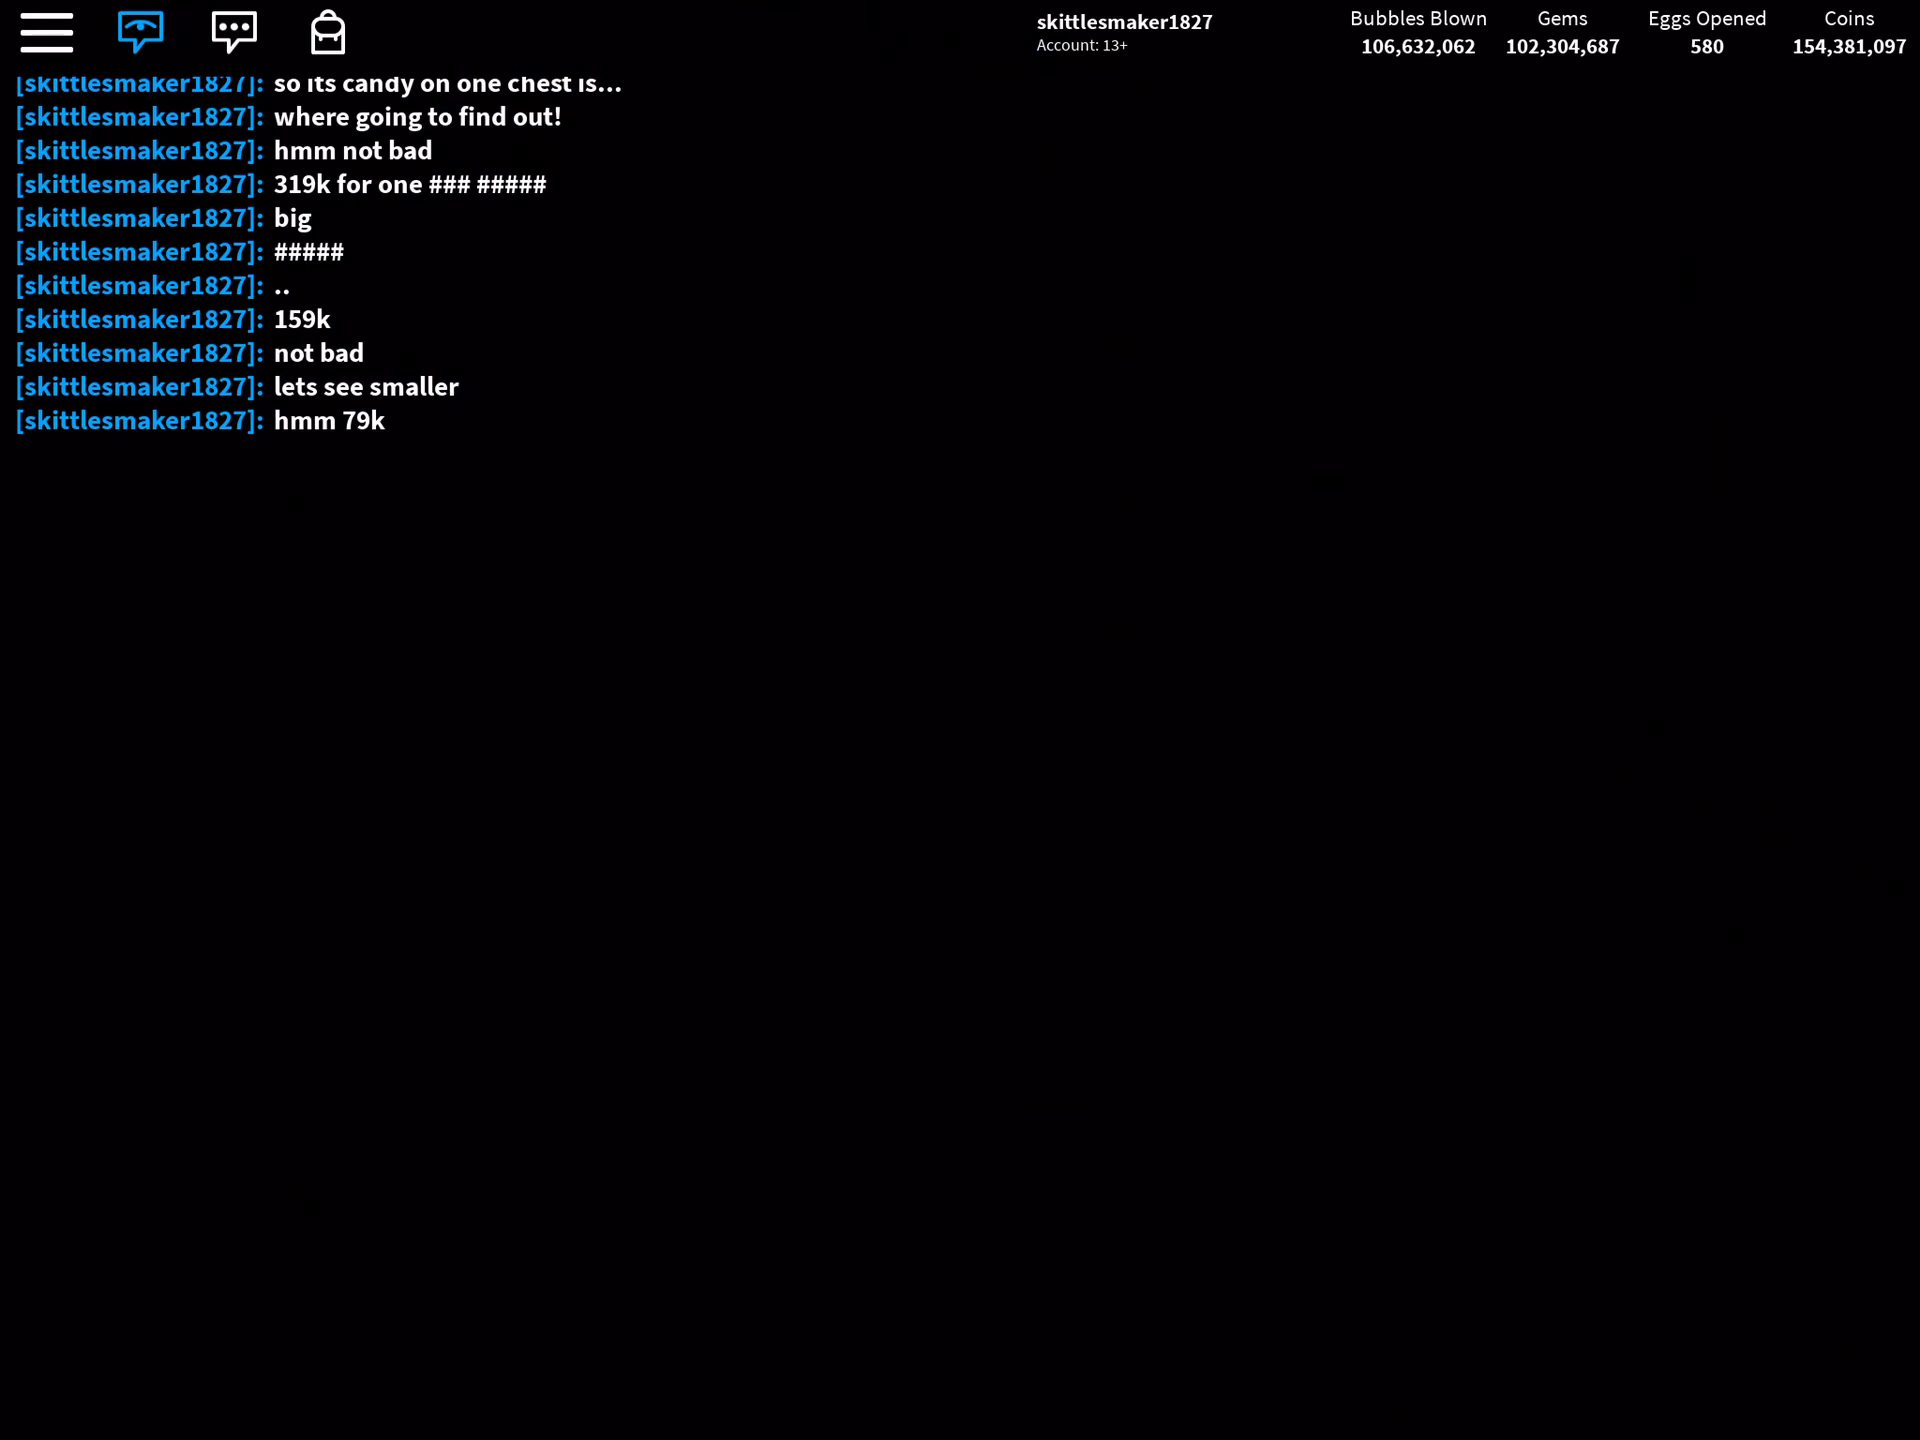 skittlesmaker1827
Account: 13+
Bubbles Blown
106,632,062
Gems
102,304,687
Eggs Opened
580
Coins
154,381,097
[skittlesmaker1827]: so its candy on one chest is...
[skittlesmaker1827]: where going to find out!
[skittlesmaker1827]: hmm not bad
[skittlesmaker1827]: 319k for one ### #####
[skittlesmaker1827]: big
[skittlesmaker1827]: #####
[skittlesmaker1827]: ..
[skittlesmaker1827]: 159k
[skittlesmaker1827]: not bad
[skittlesmaker1827]: lets see smaller
[skittlesmaker1827]: hmm 79k